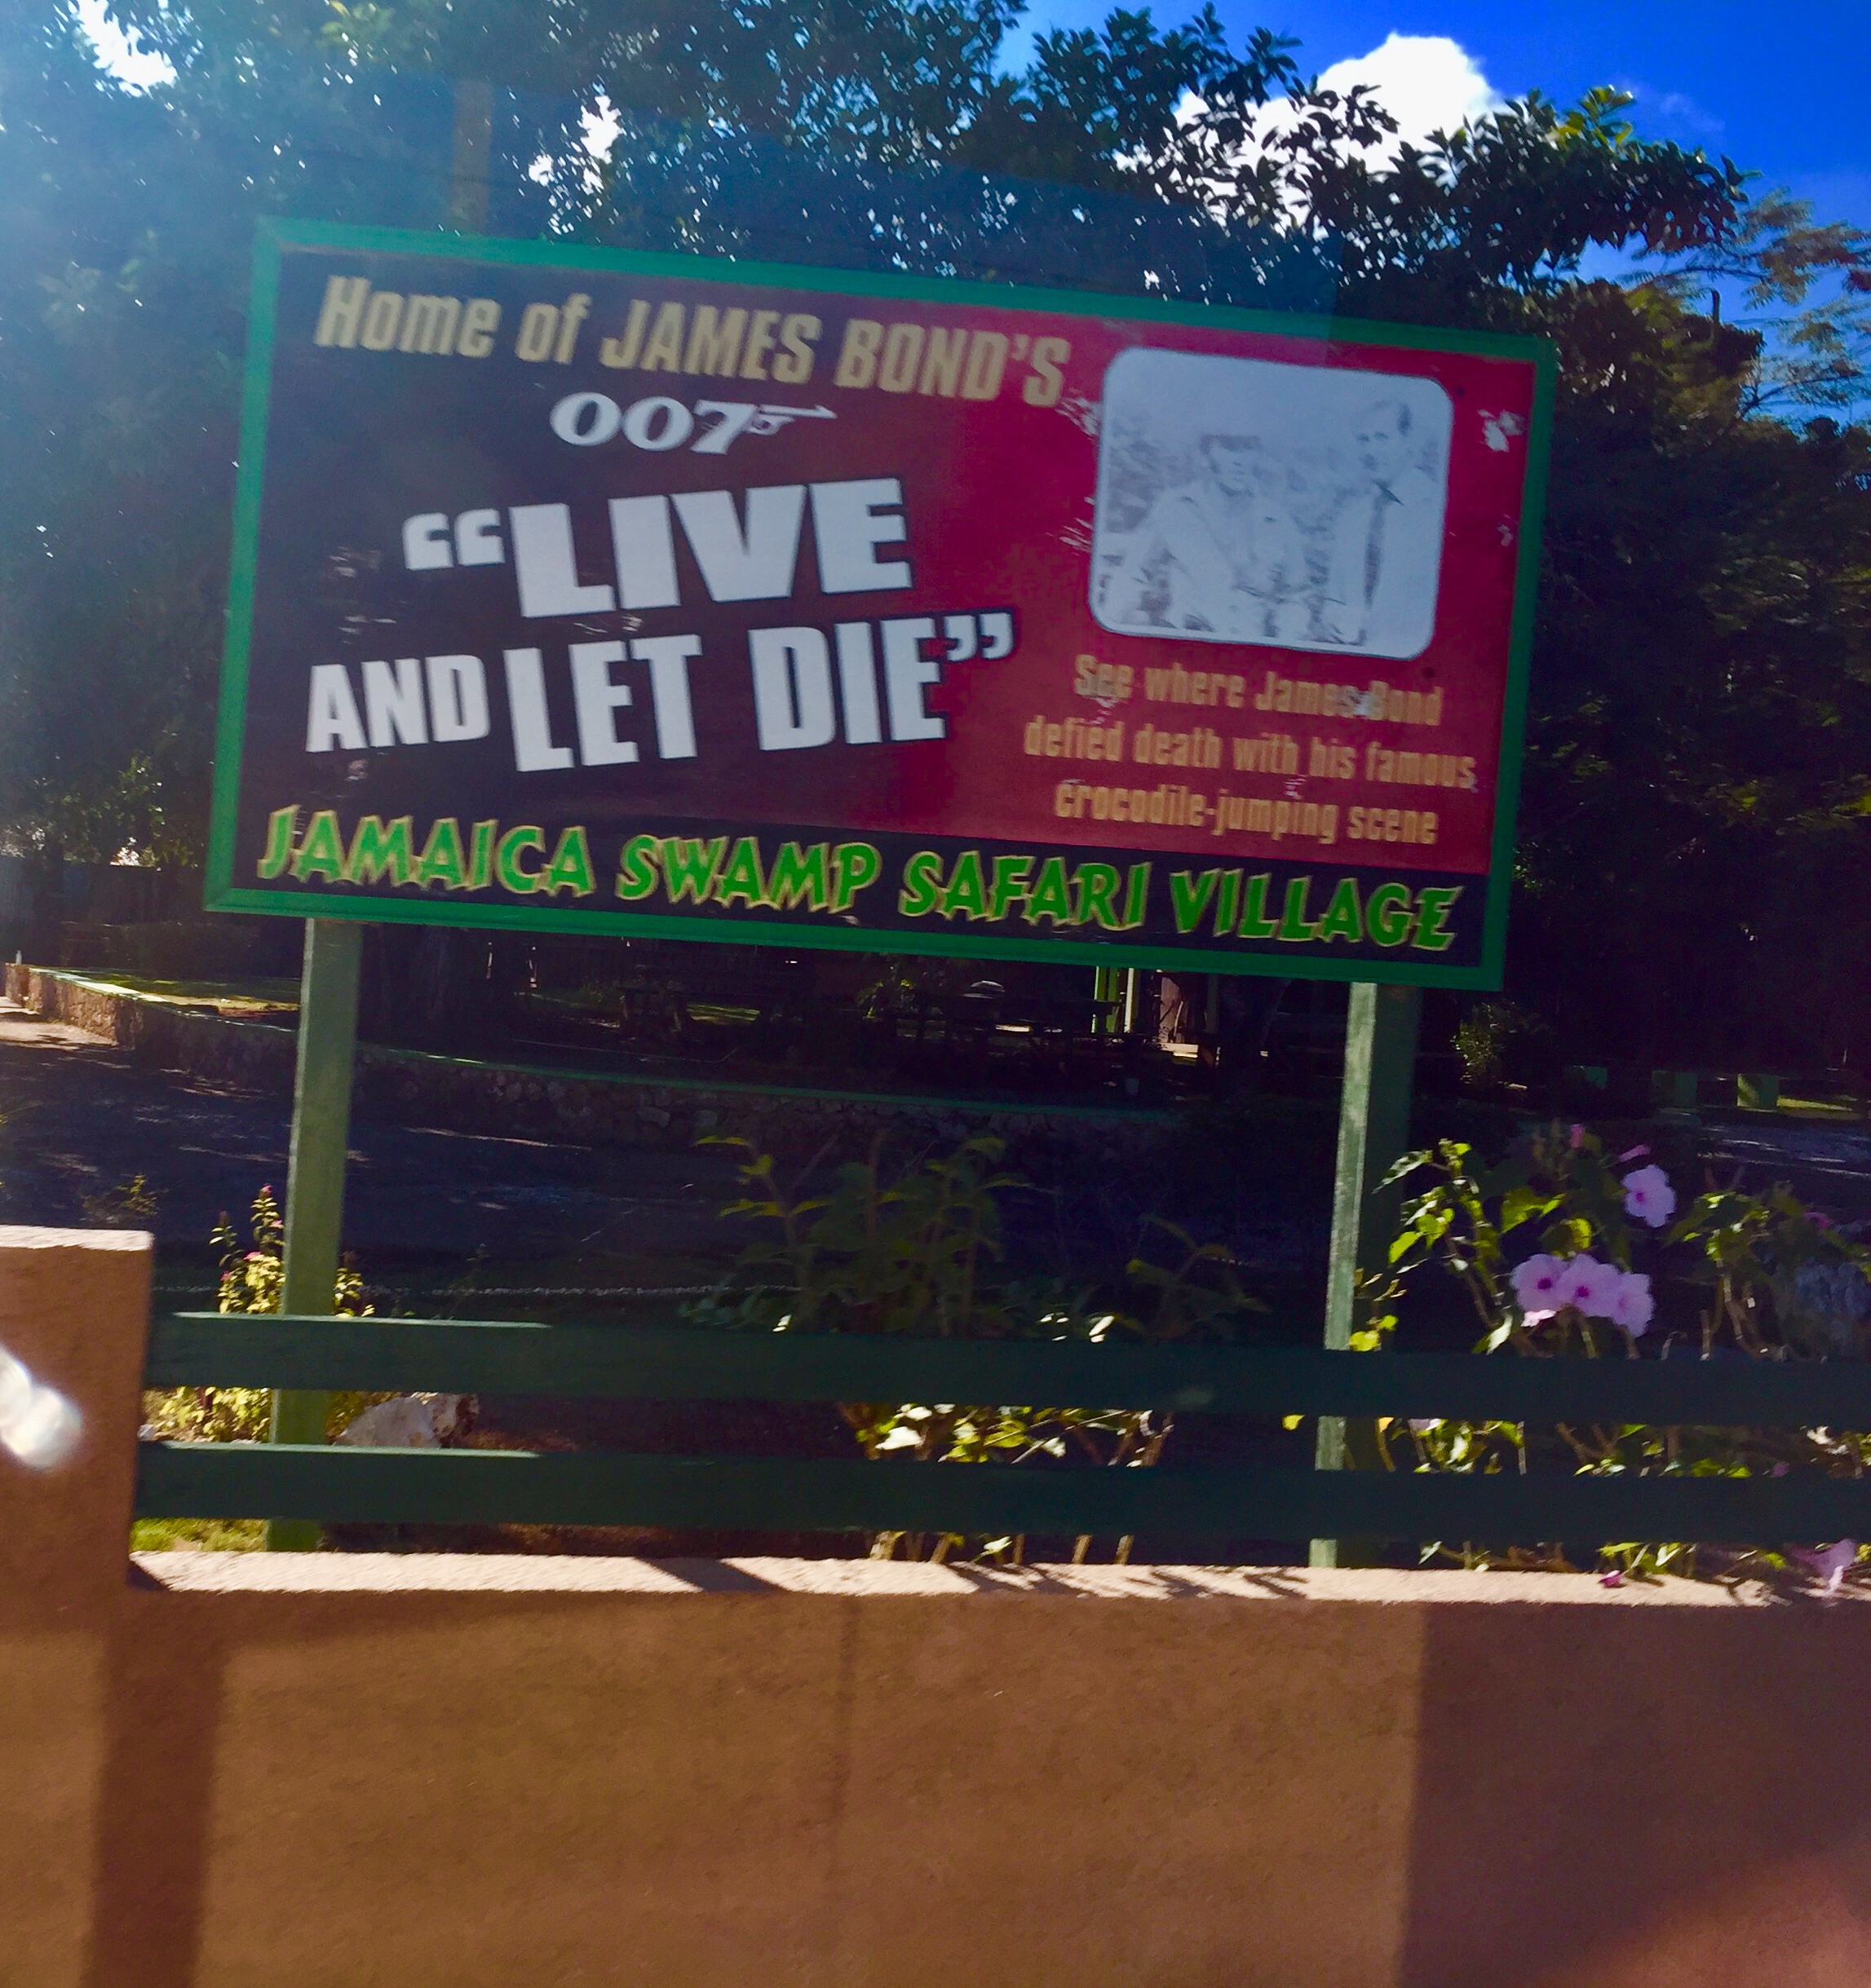 Home of JAMES BOND'S
007
“LIVE
AND LET DIE”
See where James Bond
defied death with his famous
crocodile-jumping scene
JAMAICA SWAMP SAFARI VILLAGE